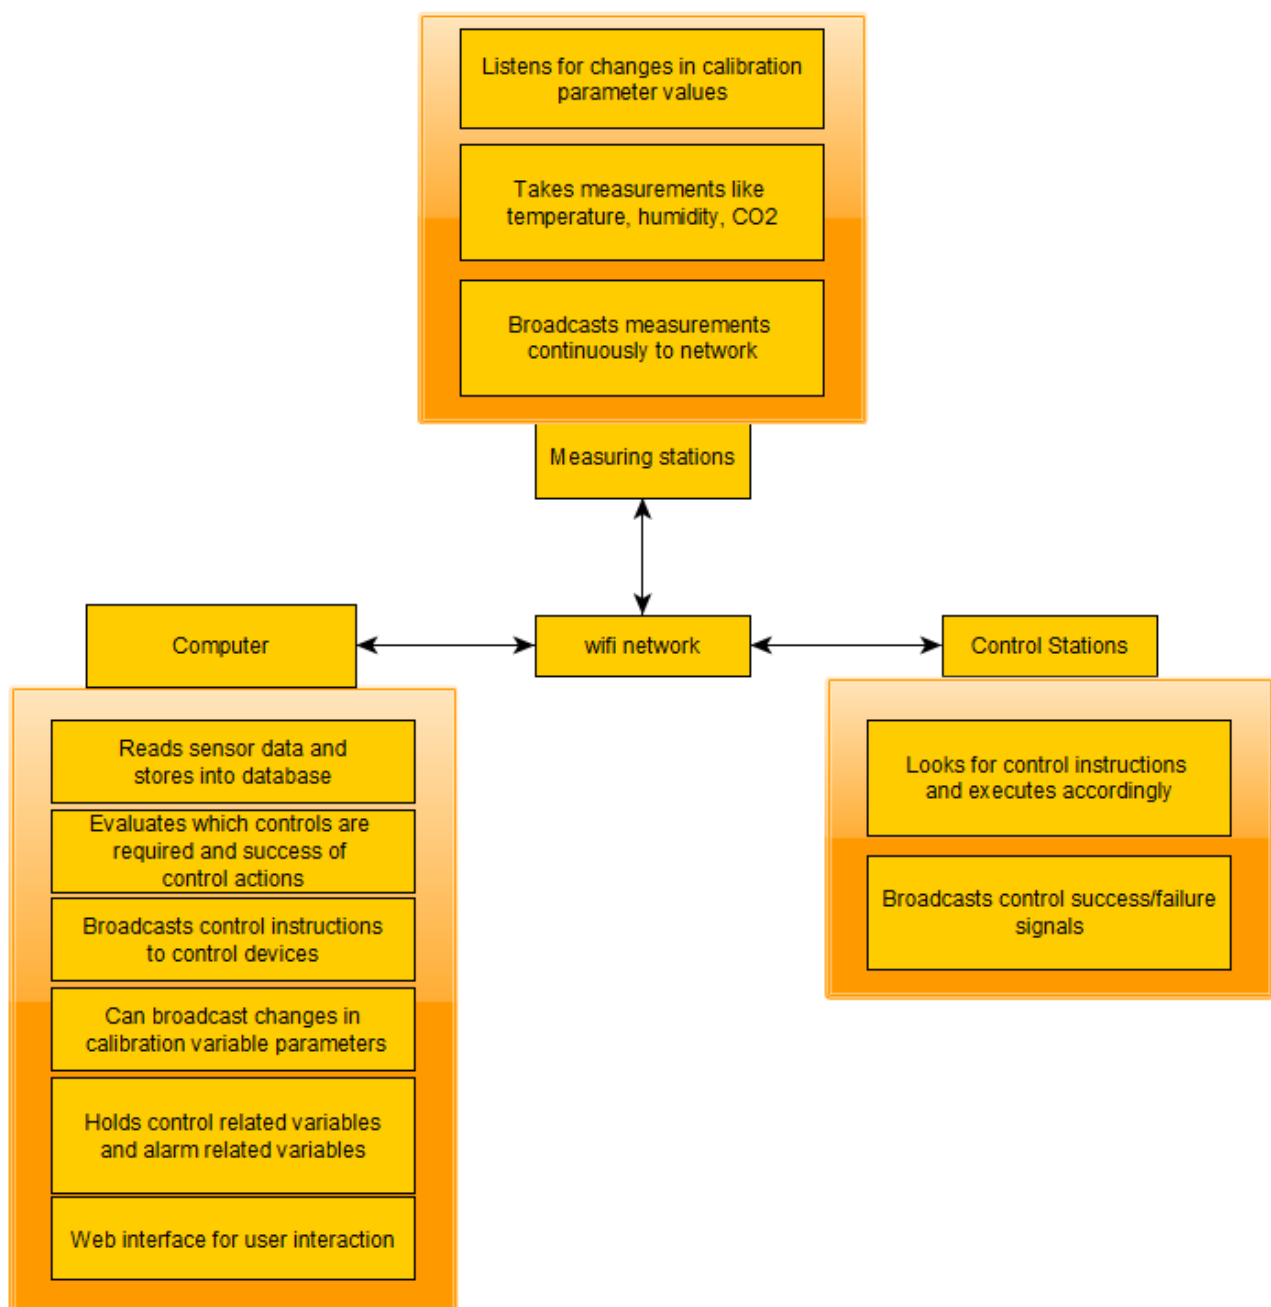 Listens for changes in calibration
parameter values
Takes measurements like
temperature, humidity, CO2
Broadcasts measurements
continuously to network
Measuring stations
Computer
wifi network
Control Stations
Reads sensor data and
stores into database
Evaluates which controls are
required and success of
control actions
Broadcasts control instructions
to control devices
Can broadcast changes in
calibration variable parameters
Holds control related variables
and alarm related variables
Web interface for user interaction
Looks for control instructions
and executes accordingly
Broadcasts control success/failure
signals